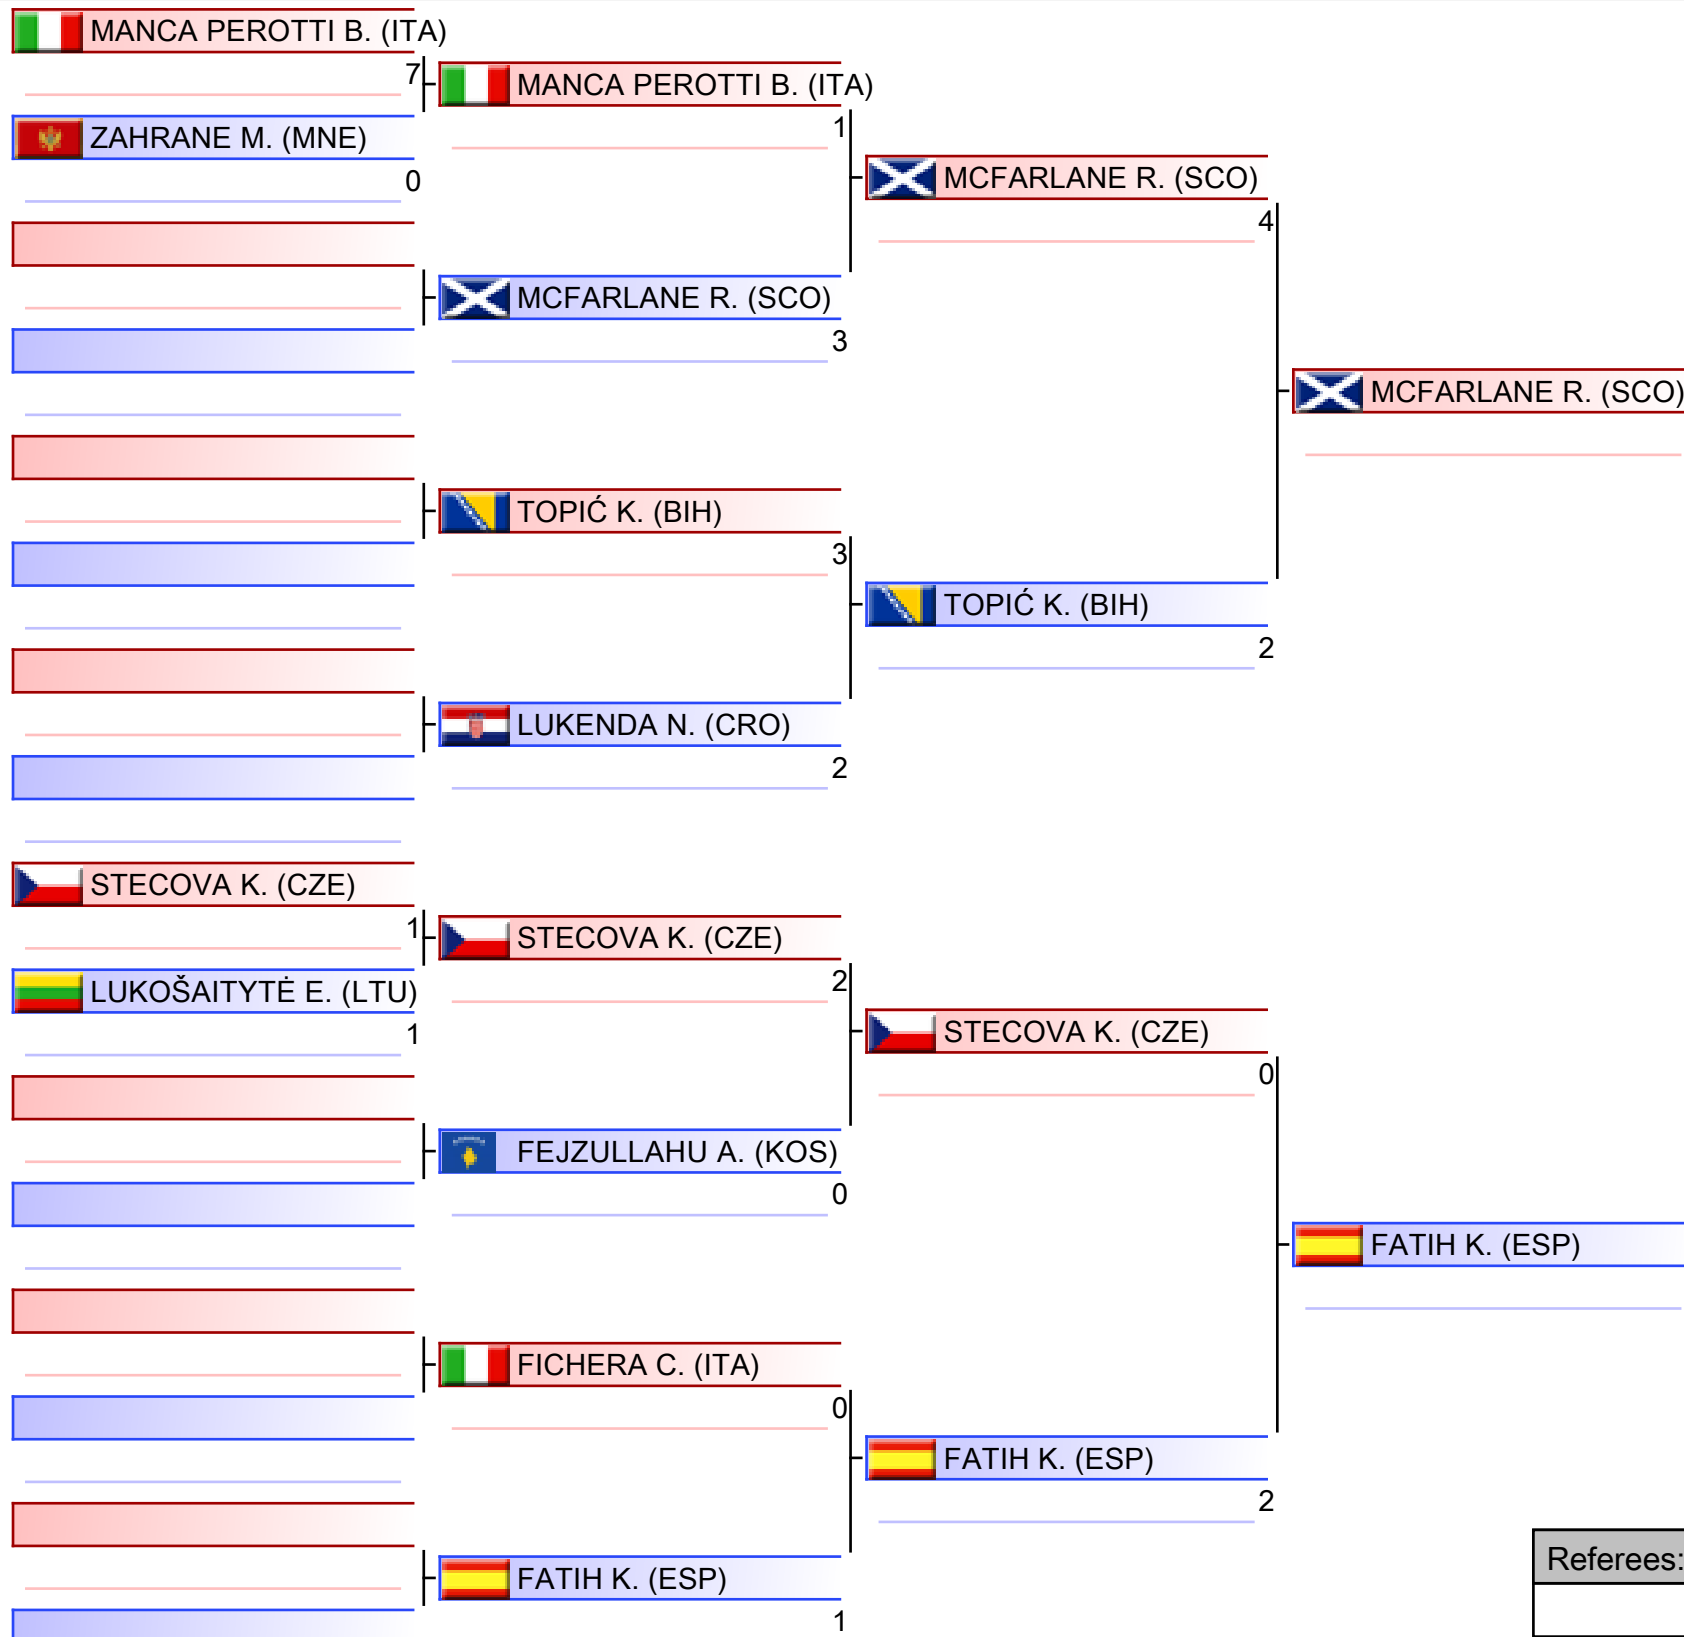 MANCA PEROTTI B. (ITA)
7
ZAHRANE M. (MNE)
0
STECOVA K. (CZE)
1
LUKOŠAITYTĖ E. (LTU)
1
MANCA PEROTTI B. (ITA)
1
MCFARLANE R. (SCO)
3
TOPIĆ K. (BIH)
3
LUKENDA N. (CRO)
2
STECOVA K. (CZE)
2
FEJZULLAHU A. (KOS)
0
FICHERA C. (ITA)
0
FATIH K. (ESP)
1
MCFARLANE R. (SCO)
4
TOPIĆ K. (BIH)
2
STECOVA K. (CZE)
0
FATIH K. (ESP)
2
MCFARLANE R. (SCO)
FATIH K. (ESP)
Referees: